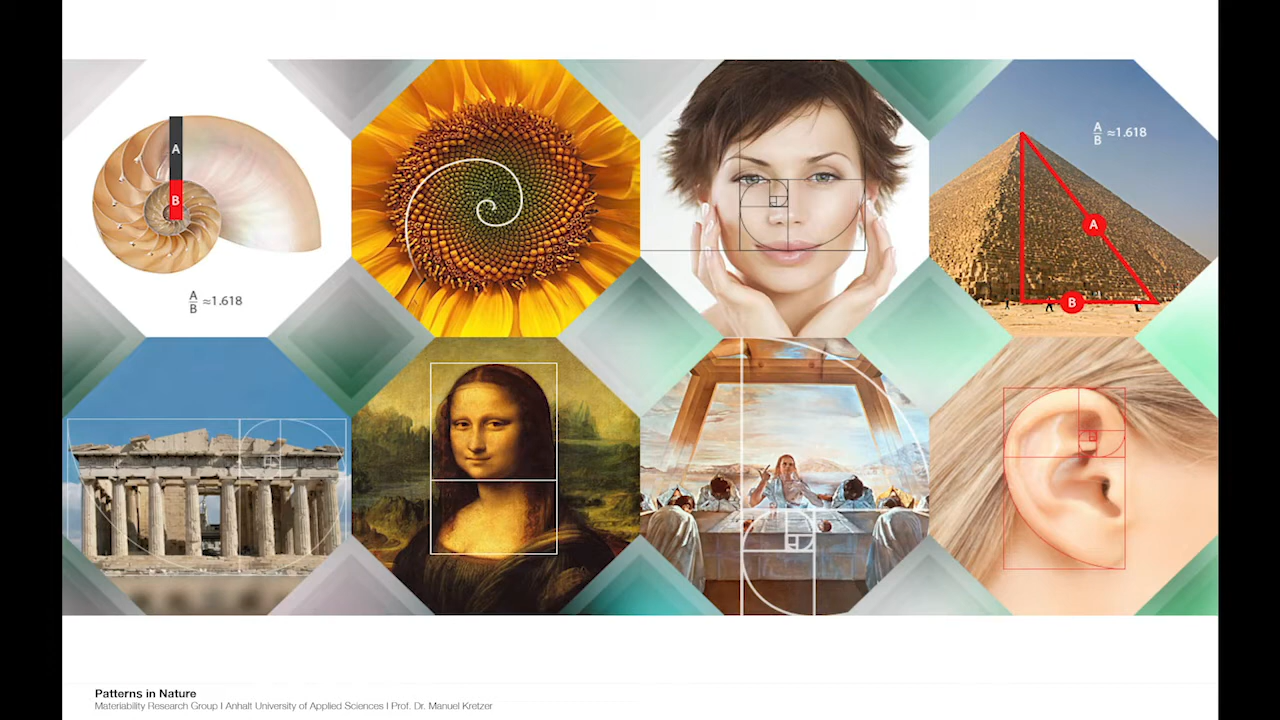 A
B
A
B ≈1.618
A
B ≈1.618
A
B
Patterns in Nature
Materiability Research Group I Anhalt University of Applied Sciences I Prof. Dr. Manuel Kretzer